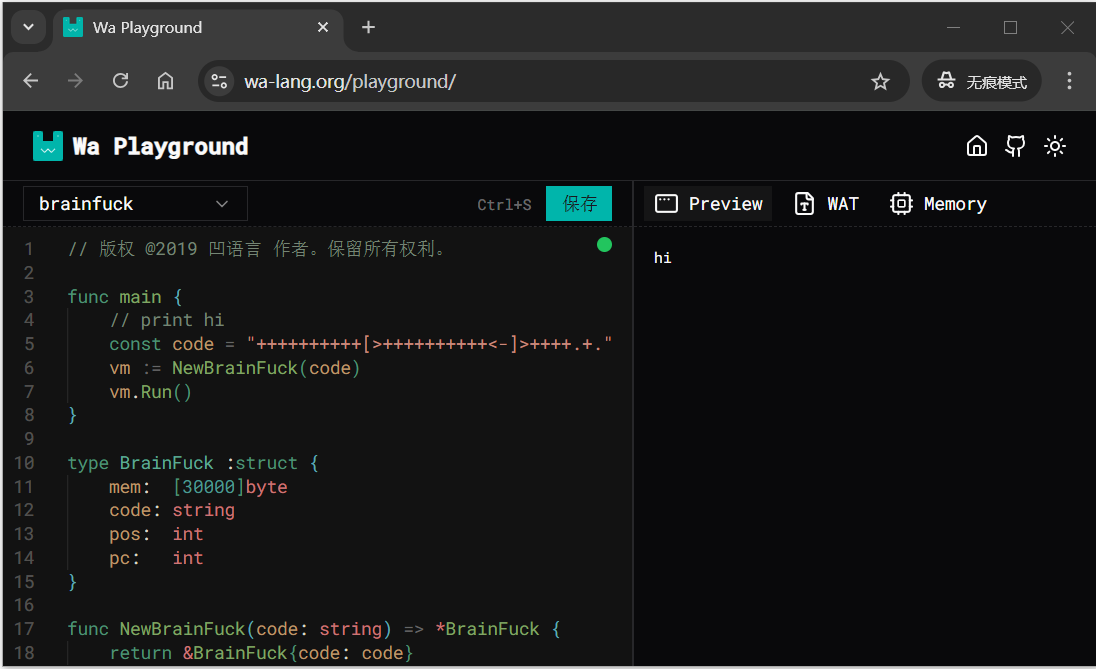 Wa Playground
wa-lang.org/playground/
无痕模式
Wa Playground
brainfuck
Ctrl+S
保存
Preview
WAT
Memory
1 // 版权 @2019 凹语言 作者。保留所有权利。
2
3 func main {
4     // print hi
5     const code = "++++++++++[>++++++++++<-]>++++.+."
6     vm := NewBrainFuck(code)
7     vm.Run()
8 }
9
10 type BrainFuck :struct {
11     mem:  [30000]byte
12     code: string
13     pos:  int
14     pc:   int
15 }
16
17 func NewBrainFuck(code: string) => *BrainFuck {
18     return &BrainFuck{code: code}
hi